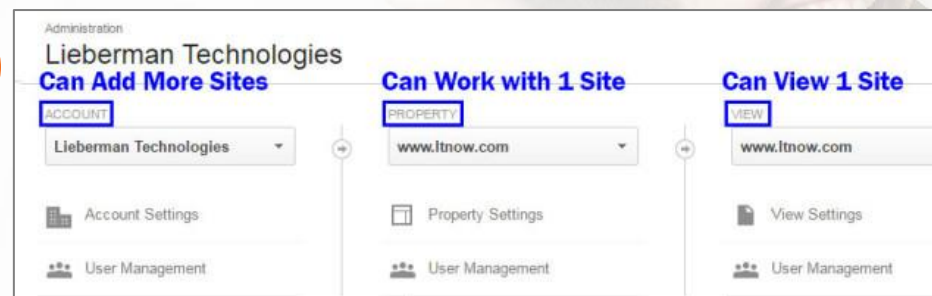 Administration
Lieberman Technologies
Can Add More Sites
Can Work with 1 Site
Can View 1 Site
ACCOUNT
PROPERTY
VIEW
Lieberman Technologies
www.ltnow.com
www.ltnow.com
Account Settings
Property Settings
View Settings
User Management
User Management
User Management